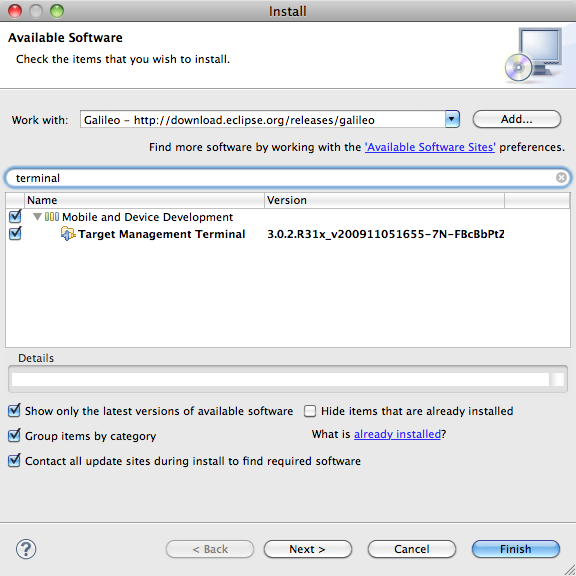 Install
Available Software
Check the items that you wish to install.
Work with: Galileo - http://download.eclipse.org/releases/galileo Add...
Find more software by working with the 'Available Software Sites' preferences.
terminal
Name Version
Mobile and Device Development
Target Management Terminal 3.0.2.R31x_v200911051655-7N-FBcBbPtZ
Details
Show only the latest versions of available software Hide items that are already installed
Group items by category What is already installed?
Contact all update sites during install to find required software
? < Back Next > Cancel Finish